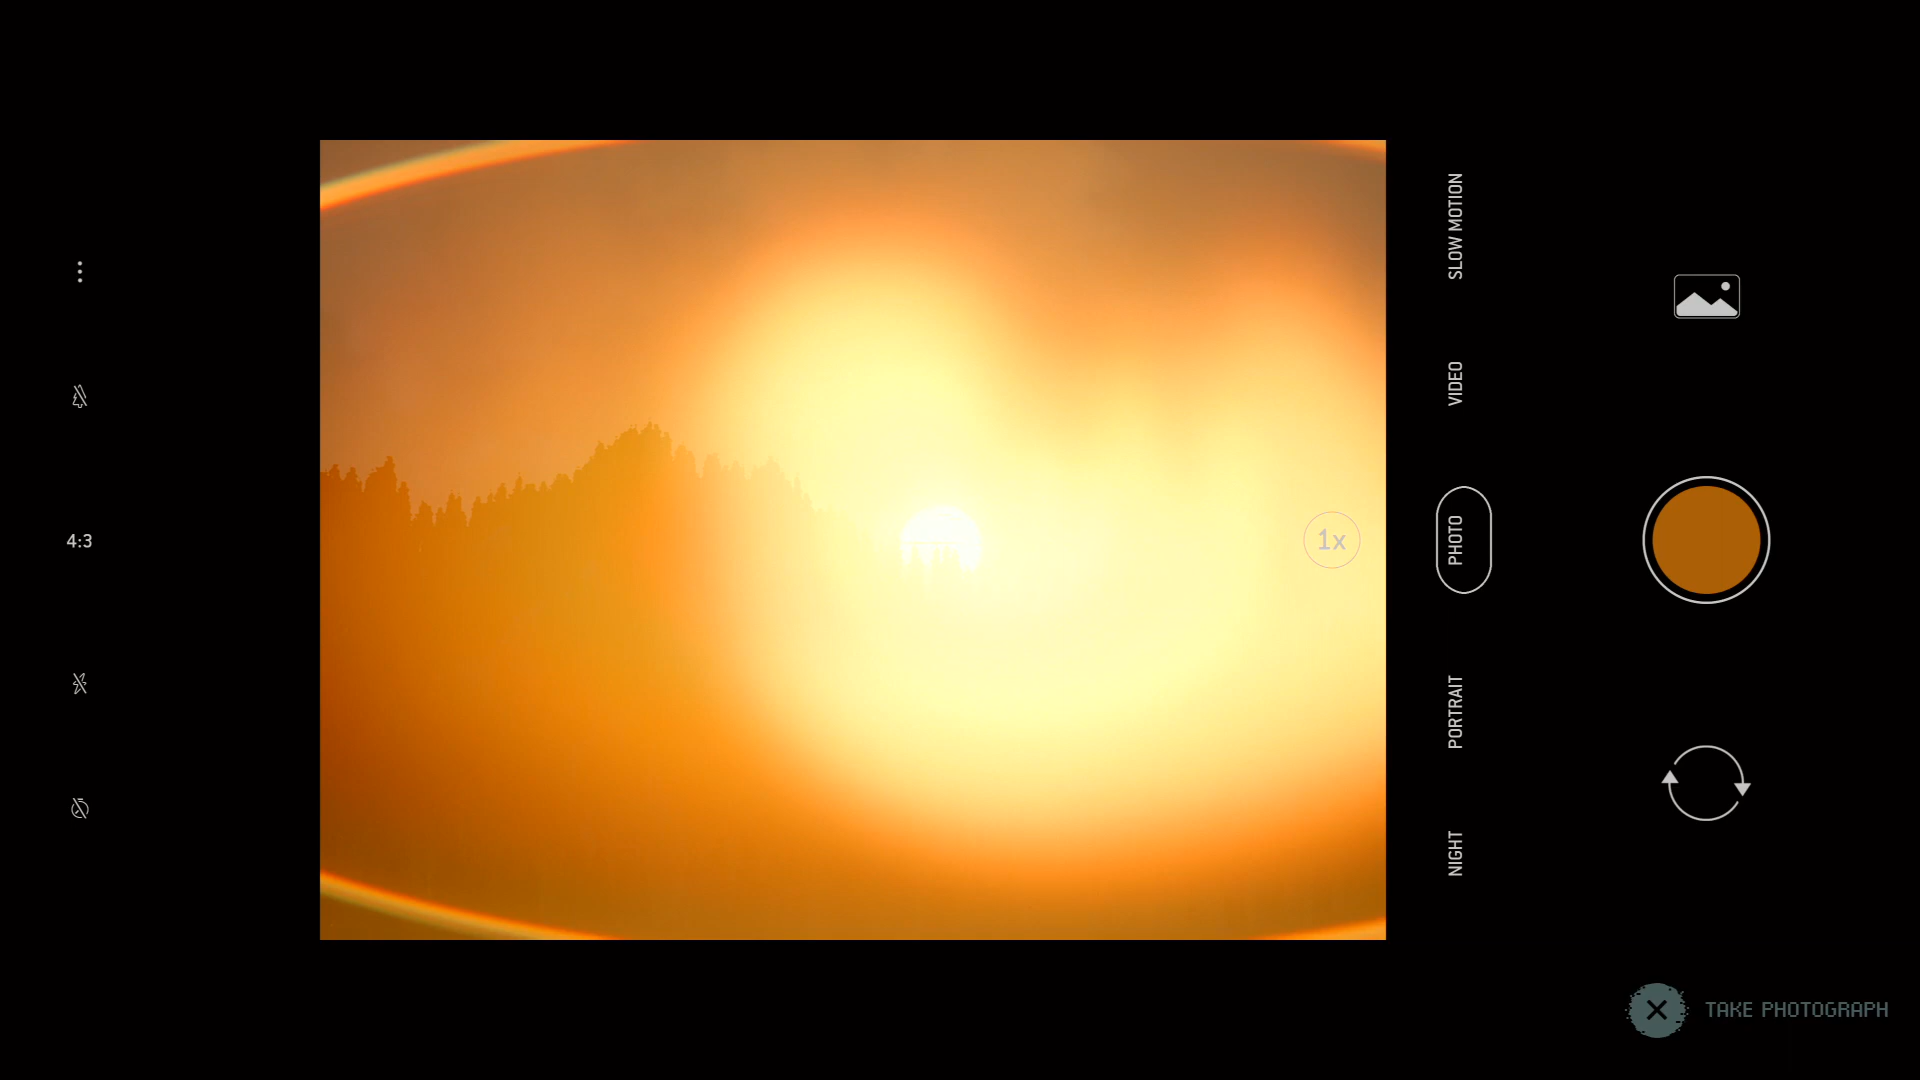 SLOW MOTION
VIDEO
4:3
1x
PHOTO
PORTRAIT
NIGHT
TAKE PHOTOGRAPH